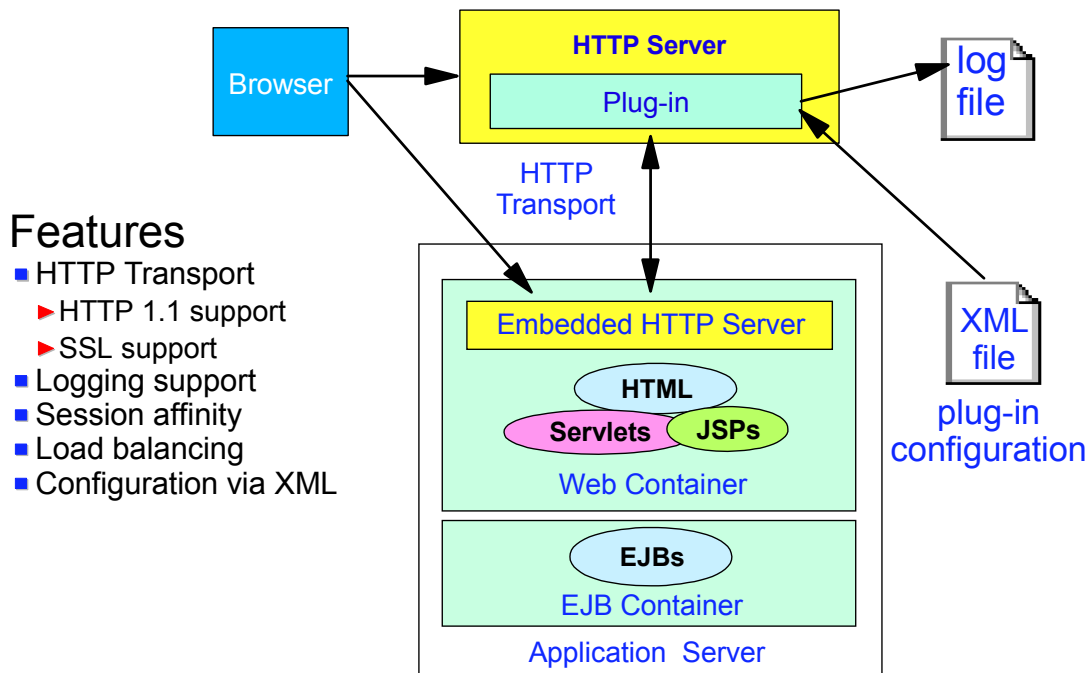 HTTP Server
Browser
Plug-in
log
file
HTTP
Transport
Features
HTTP Transport
HTTP 1.1 support
SSL support
Logging support
Session affinity
Load balancing
Configuration via XML
Embedded HTTP Server
HTML
Servlets
JSPs
Web Container
EJBs
EJB Container
Application Server
XML
file
plug-in
configuration